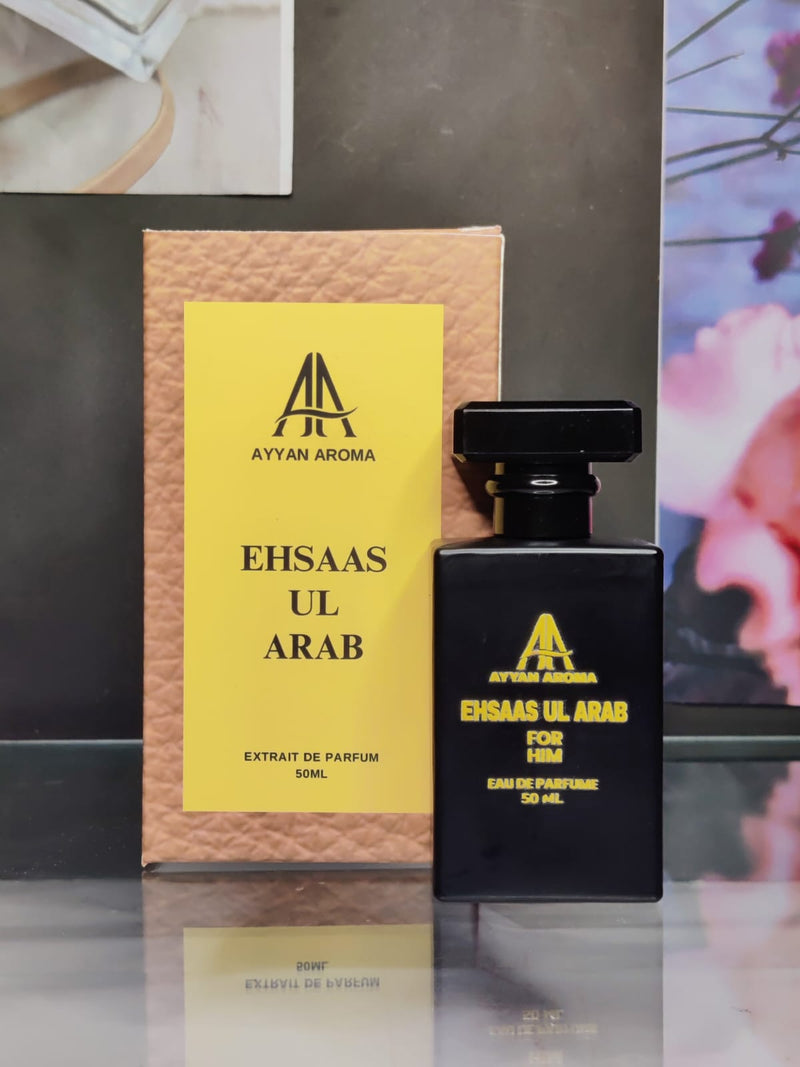 AYYAN AROMA
EHSAAS
UL
ARAB
EXTRAIT DE PARFUM
50ML
AYYAN AROMA
EHSAAS UL ARAB
FOR
HIM
EAU DE PARFUME
50 ML